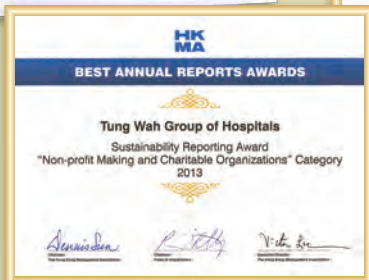 HK
MA
BEST ANNUAL REPORTS AWARDS
Tung Wah Group of Hospitals
Sustainability Reporting Award
"Non-profit Making and Charitable Organizations" Category
2013